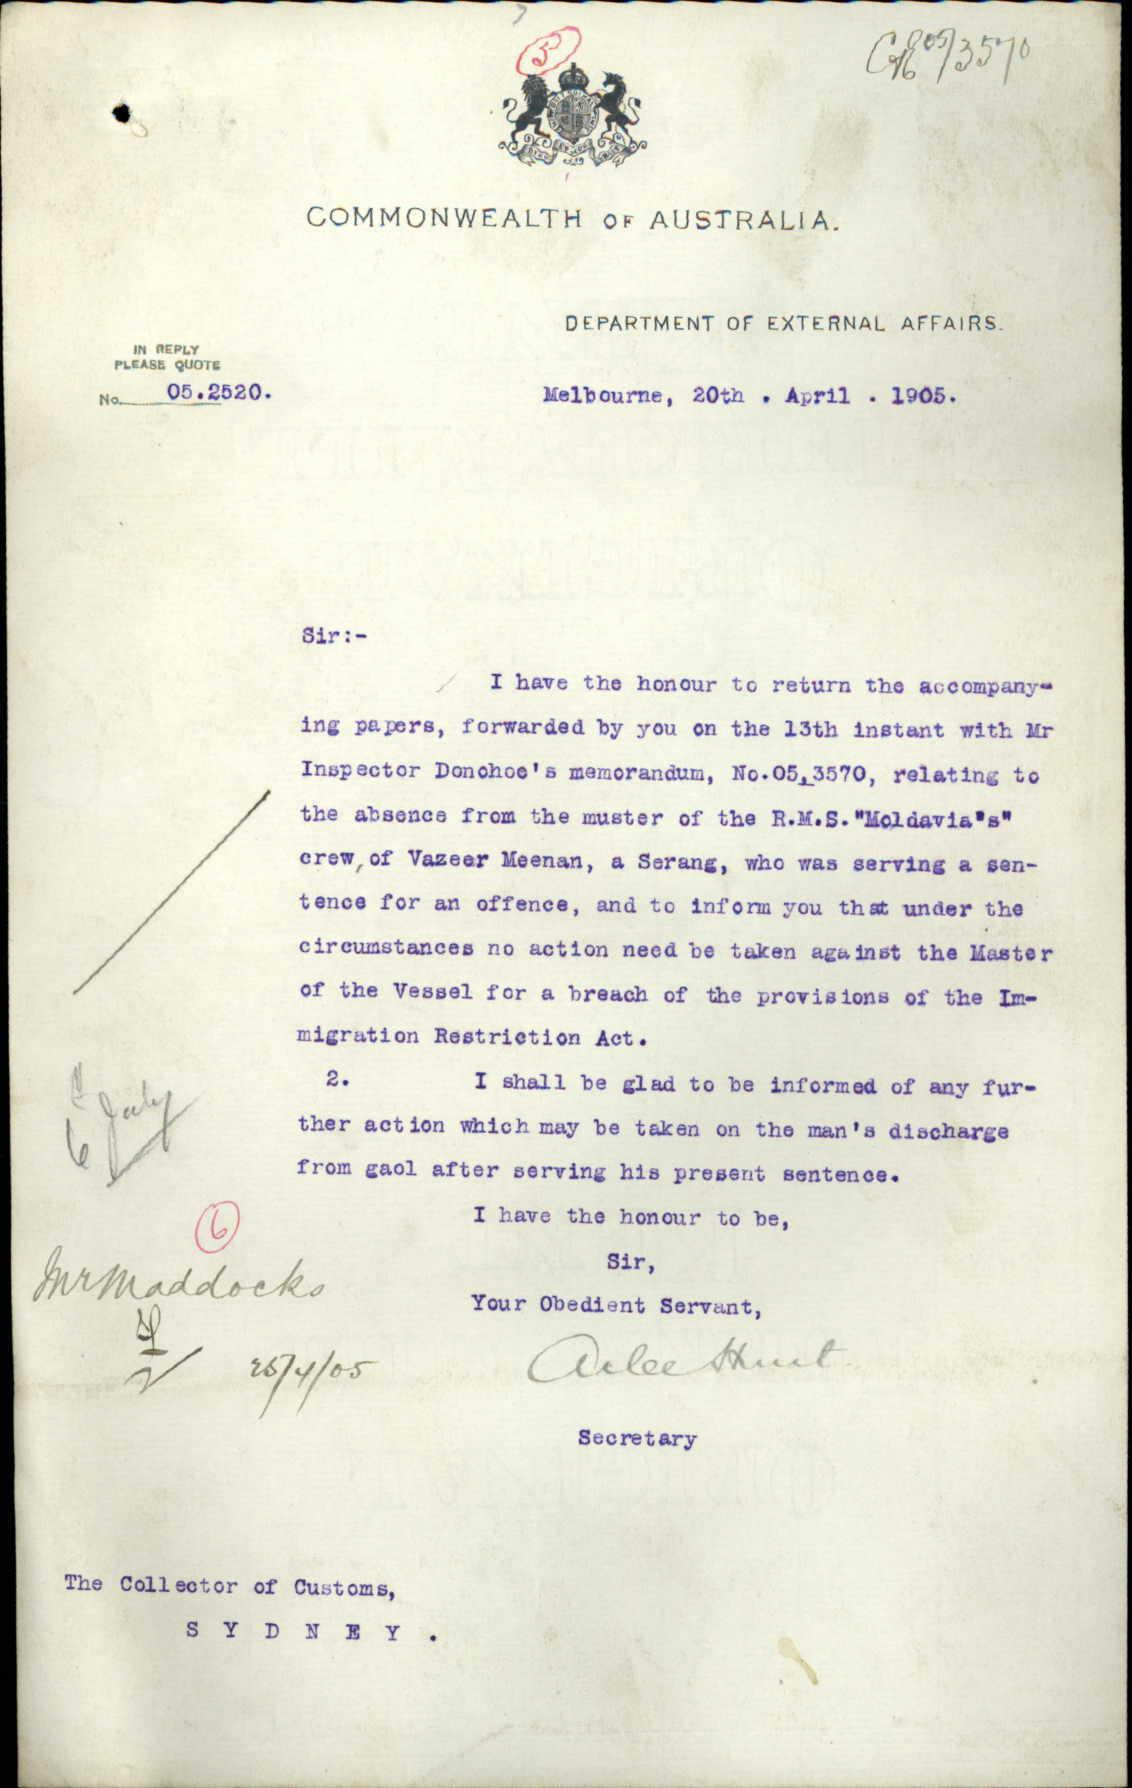 5
05/3570
COMMONWEALTH OF AUSTRALIA.
DEPARTMENT OF EXTERNAL AFFAIRS.
IN REPLY
PLEASE QUOTE
No. 05.2520.
Melbourne, 20th . April . 1905.
Sir:-
I have the honour to return the accompany-
ing papers, forwarded by you on the 13th instant with Mr
Inspector Donohoe's memorandum, No.05/3570, relating to
the absence from the muster of the R.M.S."Moldavia"s"
crew, of Vazeer Meenan, a Serang, who was serving a sen-
tence for an offence, and to inform you that under the
circumstances no action need be taken against the Master
of the Vessel for a breach of the provisions of the Im-
migration Restriction Act.
2. I shall be glad to be informed of any fur-
ther action which may be taken on the man's discharge
from gaol after serving his present sentence.
6 July
I have the honour to be,
Sir,
Your Obedient Servant,
6
Mr Maddocks
25/4/05
Atlee Hunt
Secretary
The Collector of Customs,
S Y D N E Y .